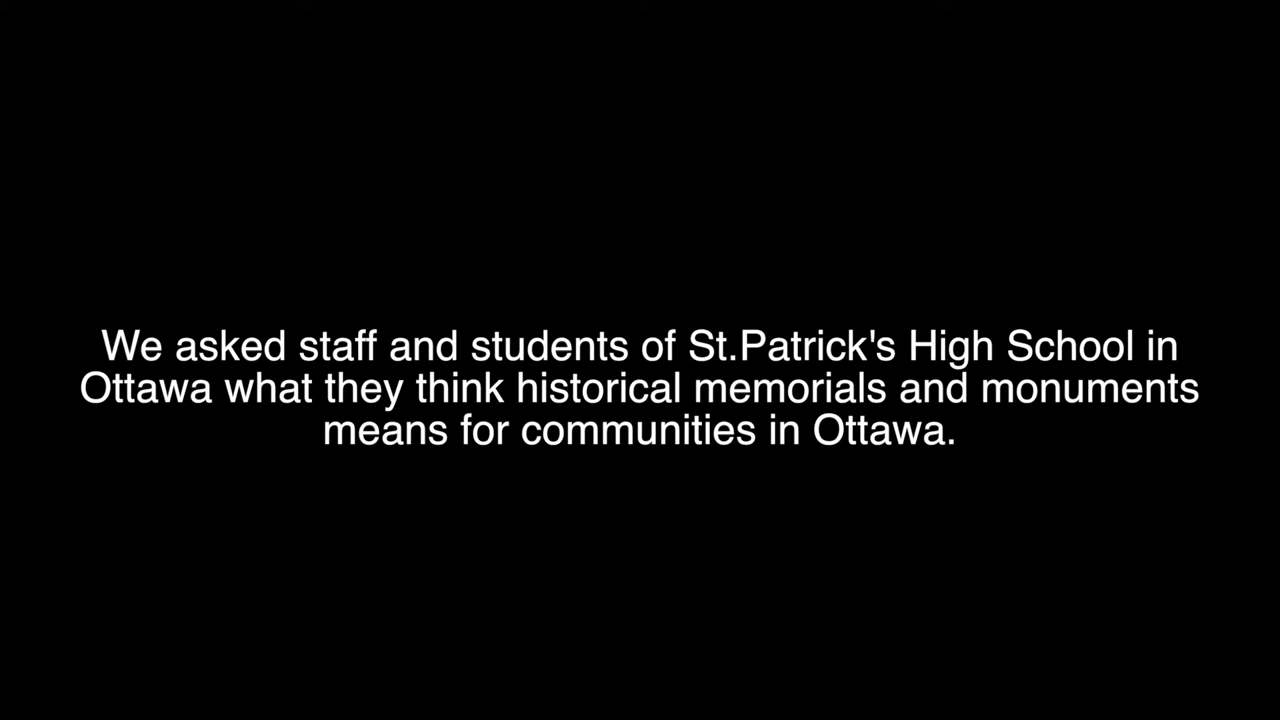 We asked staff and students of St.Patrick's High School in
Ottawa what they think historical memorials and monuments
means for communities in Ottawa.